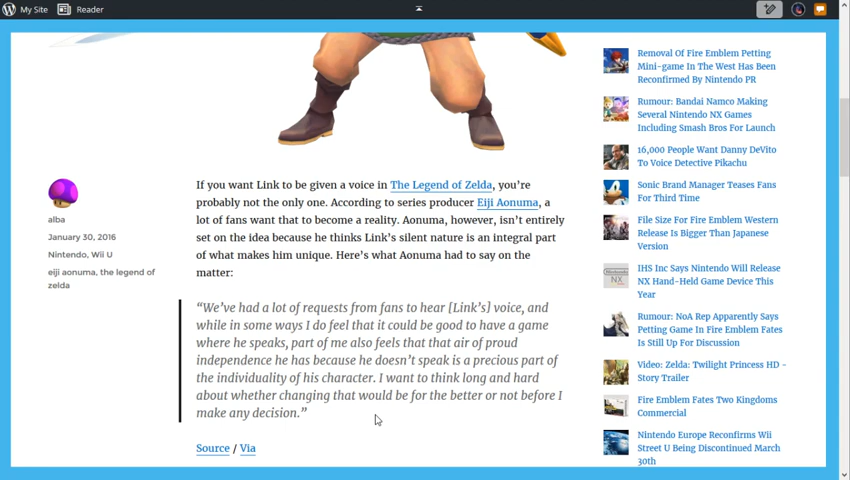 My Site
Reader
alba
January 30, 2016
Nintendo, Wii U
eiji aonuma, the legend of
zelda
If you want Link to be given a voice in The Legend of Zelda, you’re
probably not the only one. According to series producer Eiji Aonuma, a
lot of fans want that to become a reality. Aonuma, however, isn’t entirely
set on the idea because he thinks Link’s silent nature is an integral part
of what makes him unique. Here’s what Aonuma had to say on the
matter:
“We’ve had a lot of requests from fans to hear [Link’s] voice, and
while in some ways I do feel that it could be good to have a game
where he speaks, part of me also feels that that air of proud
independence he has because he doesn’t speak is a precious part of
the individuality of his character. I want to think long and hard
about whether changing that would be for the better or not before I
make any decision.”
Source / Via
Removal Of Fire Emblem Petting
Mini-game In The West Has Been
Reconfirmed By Nintendo PR
Rumour: Bandai Namco Making
Several Nintendo NX Games
Including Smash Bros For Launch
16,000 People Want Danny DeVito
To Voice Detective Pikachu
Sonic Brand Manager Teases Fans
For Third Time
File Size For Fire Emblem Western
Release Is Bigger Than Japanese
Version
IHS Inc Says Nintendo Will Release
NX Hand-Held Game Device This
Year
Rumour: NoA Rep Apparently Says
Petting Game In Fire Emblem Fates
Is Still Up For Discussion
Video: Zelda: Twilight Princess HD -
Story Trailer
Fire Emblem Fates Two Kingdoms
Commercial
Nintendo Europe Reconfirms Wii
Street U Being Discontinued March
30th